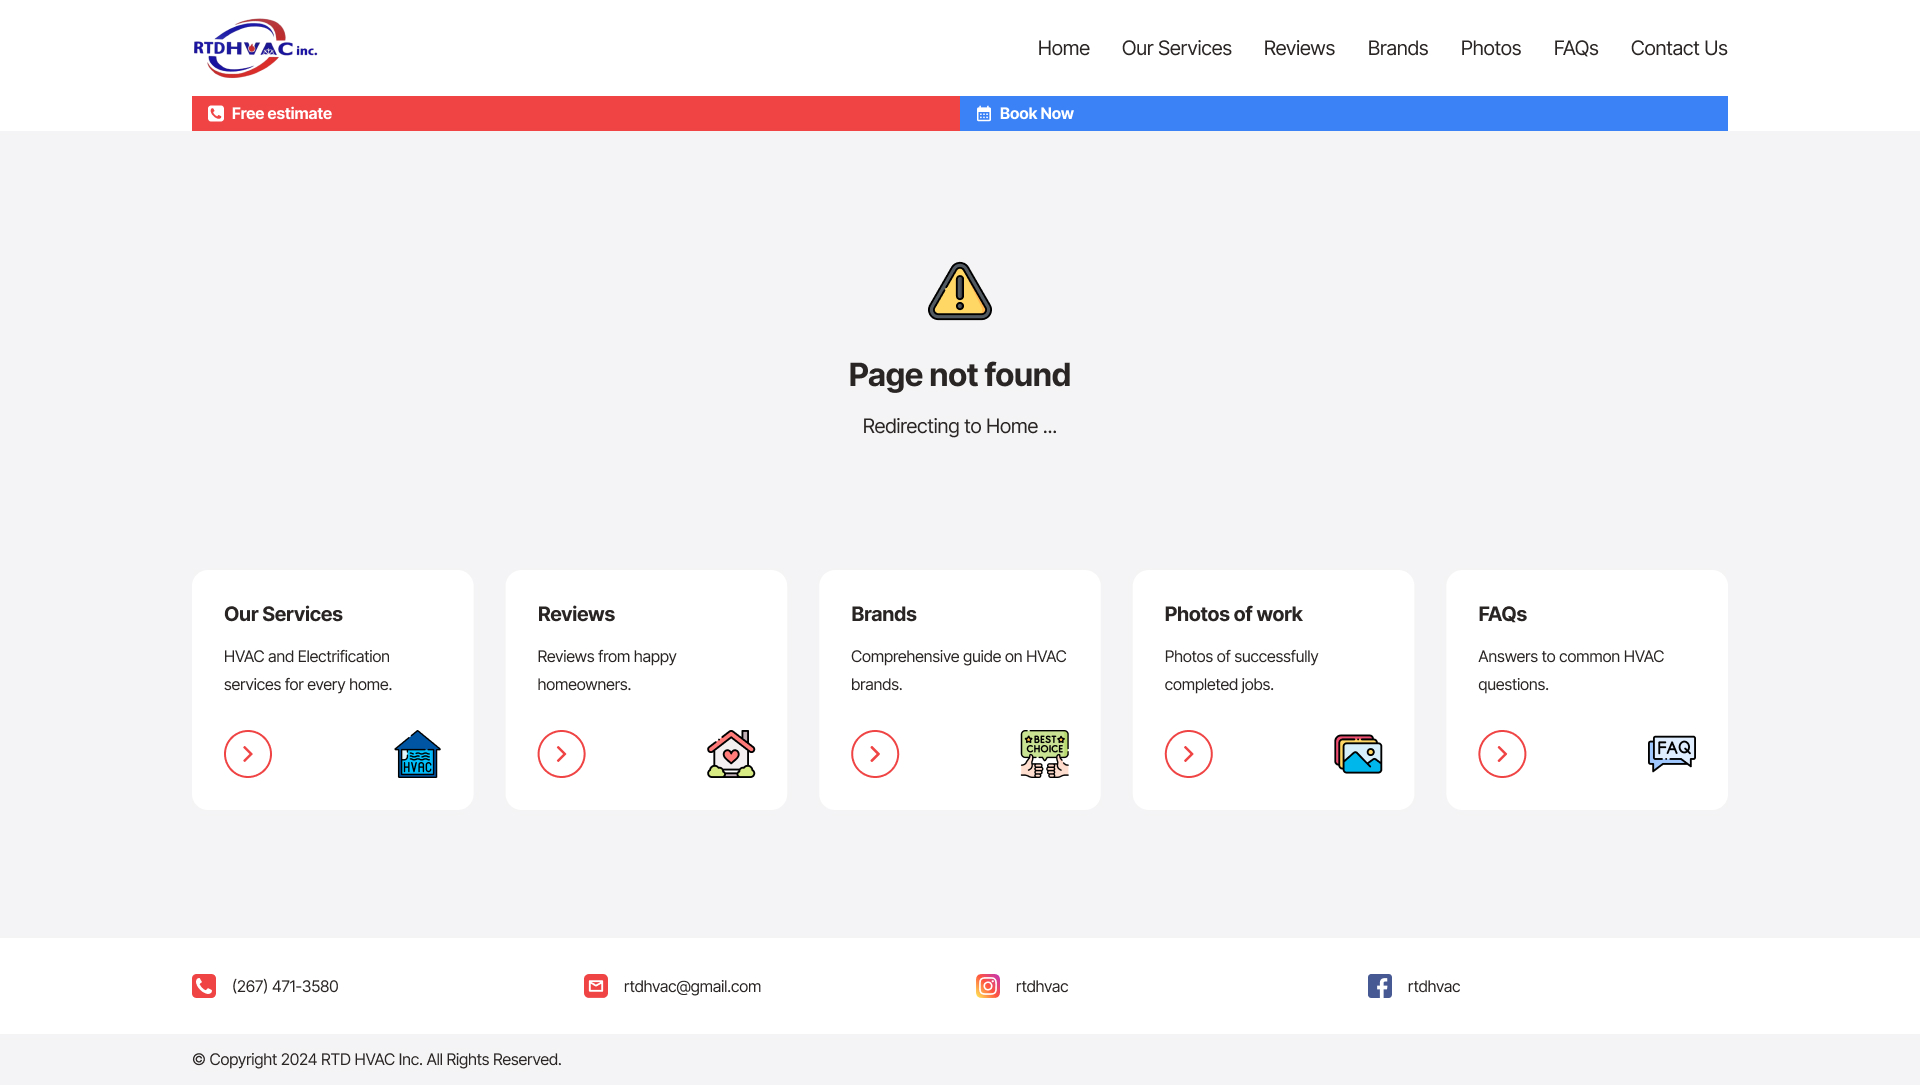 RTDHVAC inc.
Home
Our Services
Reviews
Brands
Photos
FAQs
Contact Us
Free estimate
Book Now
Page not found
Redirecting to Home ...
Our Services
HVAC and Electrification
services for every home.
HVAC
Reviews
Reviews from happy
homeowners.
Brands
Comprehensive guide on HVAC
brands.
BEST
CHOICE
Photos of work
Photos of successfully
completed jobs.
FAQs
Answers to common HVAC
questions.
FAQ
(267) 471-3580
rtdhvac@gmail.com
rtdhvac
rtdhvac
© Copyright 2024 RTD HVAC Inc. All Rights Reserved.